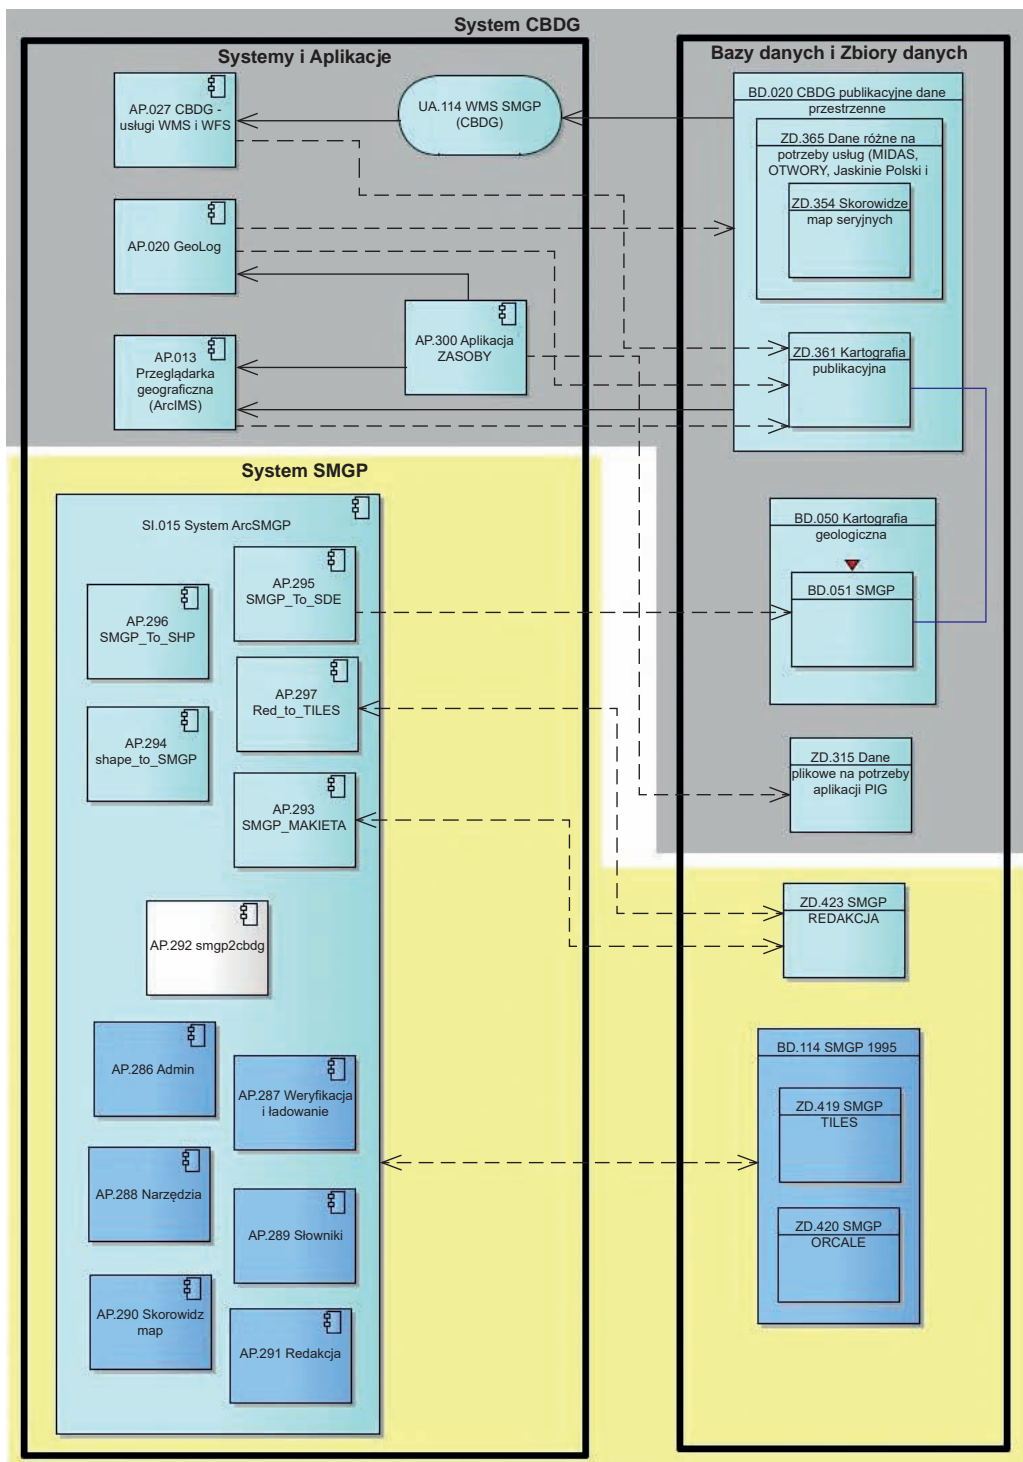 System CBDG
Systemy i Aplikacje
Bazy danych i Zbiory danych
AP.027 CBDG -
usługi WMS i WFS
UA.114 WMS SMGP
(CBDG)
BD.020 CBDG publikacyjne dane
przestrzenne
ZD.365 Dane różne na
potrzeby usług (MIDAS,
OTWORY, Jaskinie Polski i
ZD.354 Skorowidze
map seryjnych
AP.020 GeoLog
AP.300 Aplikacja
ZASOBY
AP.013
Przeglądarka
geograficzna
(ArcIMS)
ZD.361 Kartografia
publikacyjna
System SMGP
SI.015 System ArcSMGP
BD.050 Kartografia
geologiczna
BD.051 SMGP
AP.295
SMGP_To_SDE
AP.296
SMGP_To_SHP
AP.297
Red_to_TILES
AP.294
shape_to_SMGP
AP.293
SMGP_MAKIETA
ZD.315 Dane
plikowe na potrzeby
aplikacji PIG
AP.292 smgp2cbdg
ZD.423 SMGP
REDAKCJA
AP.286 Admin
AP.287 Weryfikacja
i ładowanie
BD.114 SMGP 1995
ZD.419 SMGP
TILES
AP.288 Narzędzia
AP.289 Słowniki
ZD.420 SMGP
ORCALE
AP.290 Skorowidz
map
AP.291 Redakcja